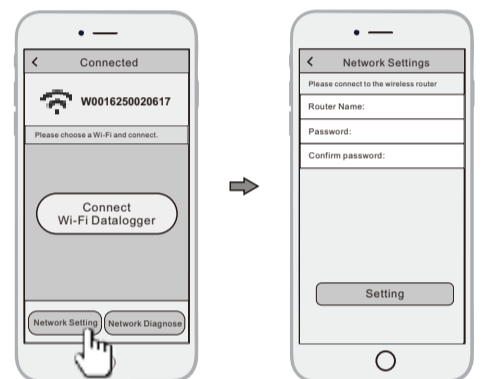 Connected
W0016250020617
Please choose a Wi-Fi and connect.
Connect
Wi-Fi Datalogger
Network Setting
Network Diagnose
Network Settings
Please connect to the wireless router
Router Name:
Password:
Confirm password:
Setting